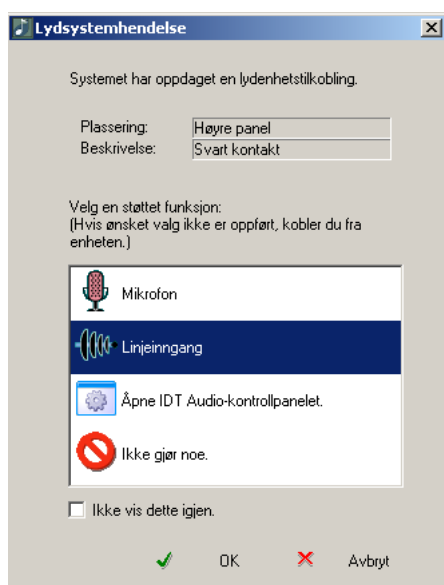 Lydsystemhendelse
Systemet har oppdaget en lydenhetstilkobling.
Plassering: Høyre panel
Beskrivelse: Svart kontakt
Velg en støttet funksjon:
(Hvis ønsket valg ikke er oppført, kobler du fra
enheten.)
Mikrofon
Linjeinngang
Åpne IDT Audio-kontrollpanelet.
Ikke gjør noe.
Ikke vis dette igjen.
OK Avbryt